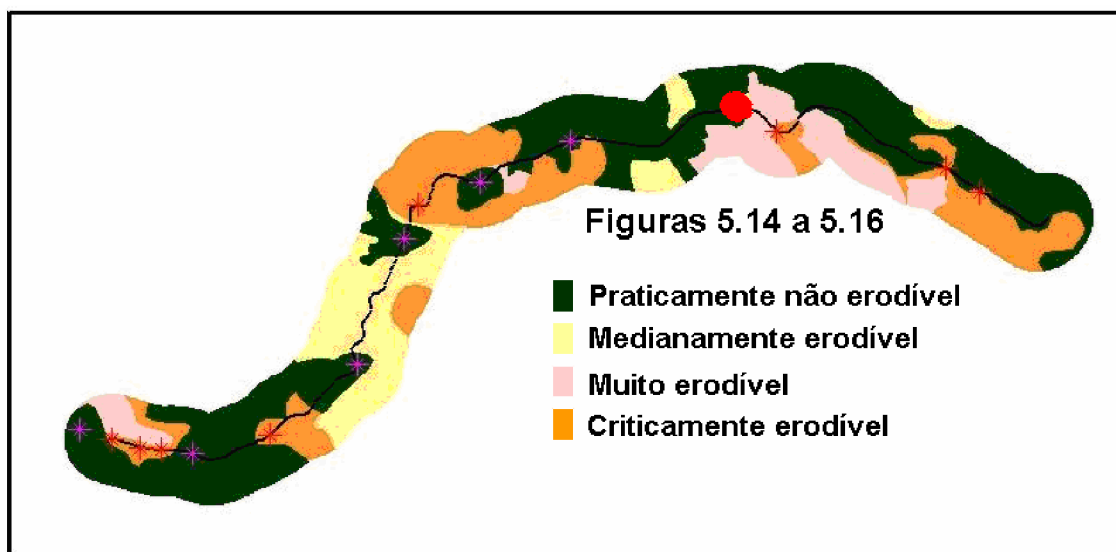 Figuras 5.14 a 5.16
Praticamente não erodível
Medianamente erodível
Muito erodível
Criticamente erodível